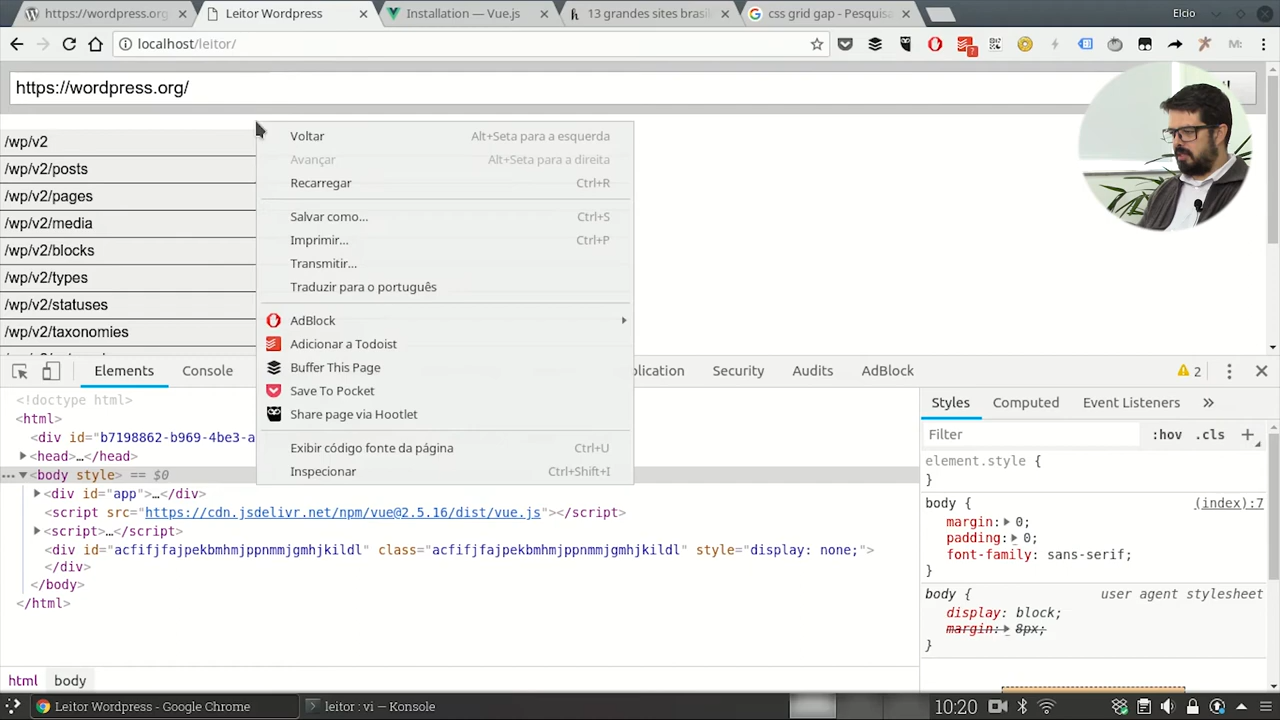 https://wordpress.org
Leitor Wordpress
Installation — Vue.js
13 grandes sites brasil
css grid gap - Pesquisa
Elcio
localhost/leitor/
?
M:
https://wordpress.org/
/wp/v2
/wp/v2/posts
/wp/v2/pages
/wp/v2/media
/wp/v2/blocks
/wp/v2/types
/wp/v2/statuses
/wp/v2/taxonomies
Voltar Alt+Seta para a esquerda
Avançar Alt+Seta para a direita
Recarregar Ctrl+R
Salvar como... Ctrl+S
Imprimir... Ctrl+P
Transmitir...
Traduzir para o português
AdBlock
Adicionar a Todoist
Buffer This Page
Save To Pocket
Share page via Hootlet
Exibir código fonte da página Ctrl+U
Inspecionar Ctrl+Shift+I
Elements Console plication Security Audits AdBlock 2
<!doctype html>
<html>
<div id="b7198862-b969-4be3-a
<head>…</head>
… <body style> == $0
<div id="app">…</div>
<script src="https://cdn.jsdelivr.net/npm/vue@2.5.16/dist/vue.js"></script>
<script>…</script>
<div id="acfifjfajpekbmhmjppnmmjgmhjkildl" class="acfifjfajpekbmhmjppnmmjgmhjkildl" style="display: none;">
</div>
</body>
</html>
html body
Styles Computed Event Listeners »
Filter :hov .cls +
element.style {
}
body { (index):7
margin: 0;
padding: 0;
font-family: sans-serif;
}
body { user agent stylesheet
display: block;
margin: 8px;
}
Leitor Wordpress - Google Chrome
leitor : vi — Konsole
10:20